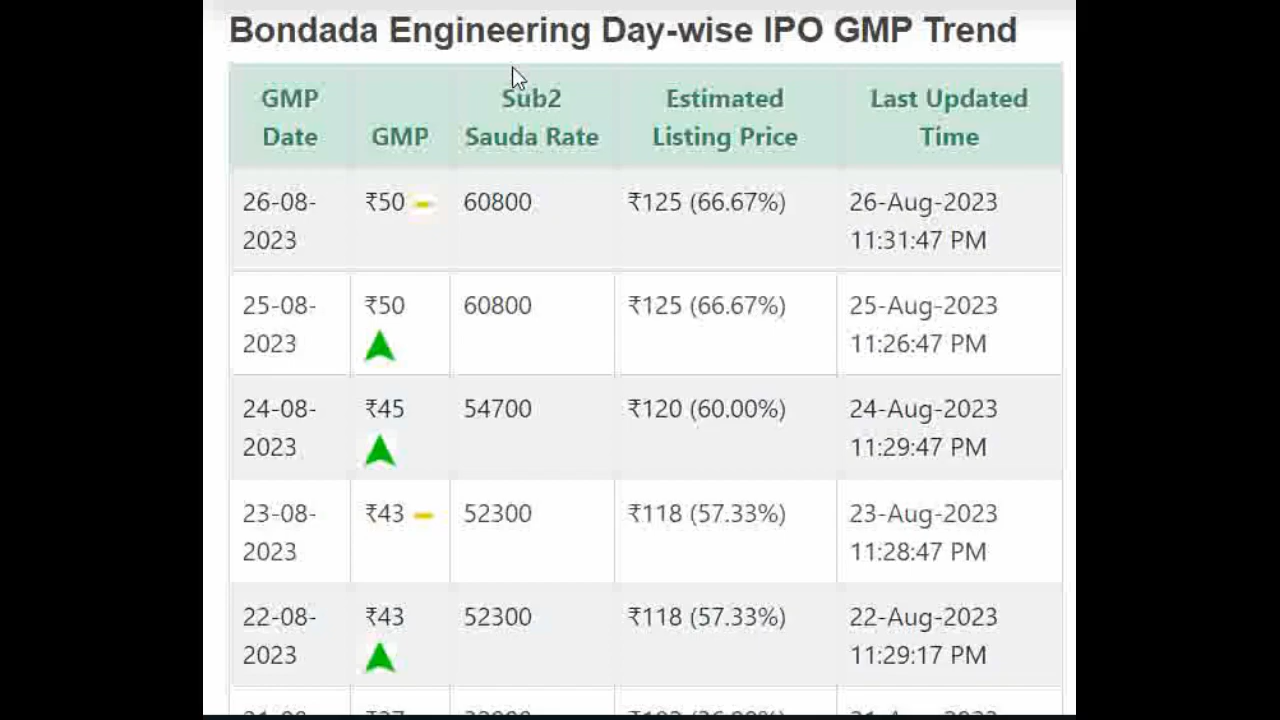 Bondada Engineering Day-wise IPO GMP Trend
GMP Date GMP Sub2 Sauda Rate Estimated Listing Price Last Updated Time
26-08-2023 ₹50 60800 ₹125 (66.67%) 26-Aug-2023 11:31:47 PM
25-08-2023 ₹50 60800 ₹125 (66.67%) 25-Aug-2023 11:26:47 PM
24-08-2023 ₹45 54700 ₹120 (60.00%) 24-Aug-2023 11:29:47 PM
23-08-2023 ₹43 52300 ₹118 (57.33%) 23-Aug-2023 11:28:47 PM
22-08-2023 ₹43 52300 ₹118 (57.33%) 22-Aug-2023 11:29:17 PM